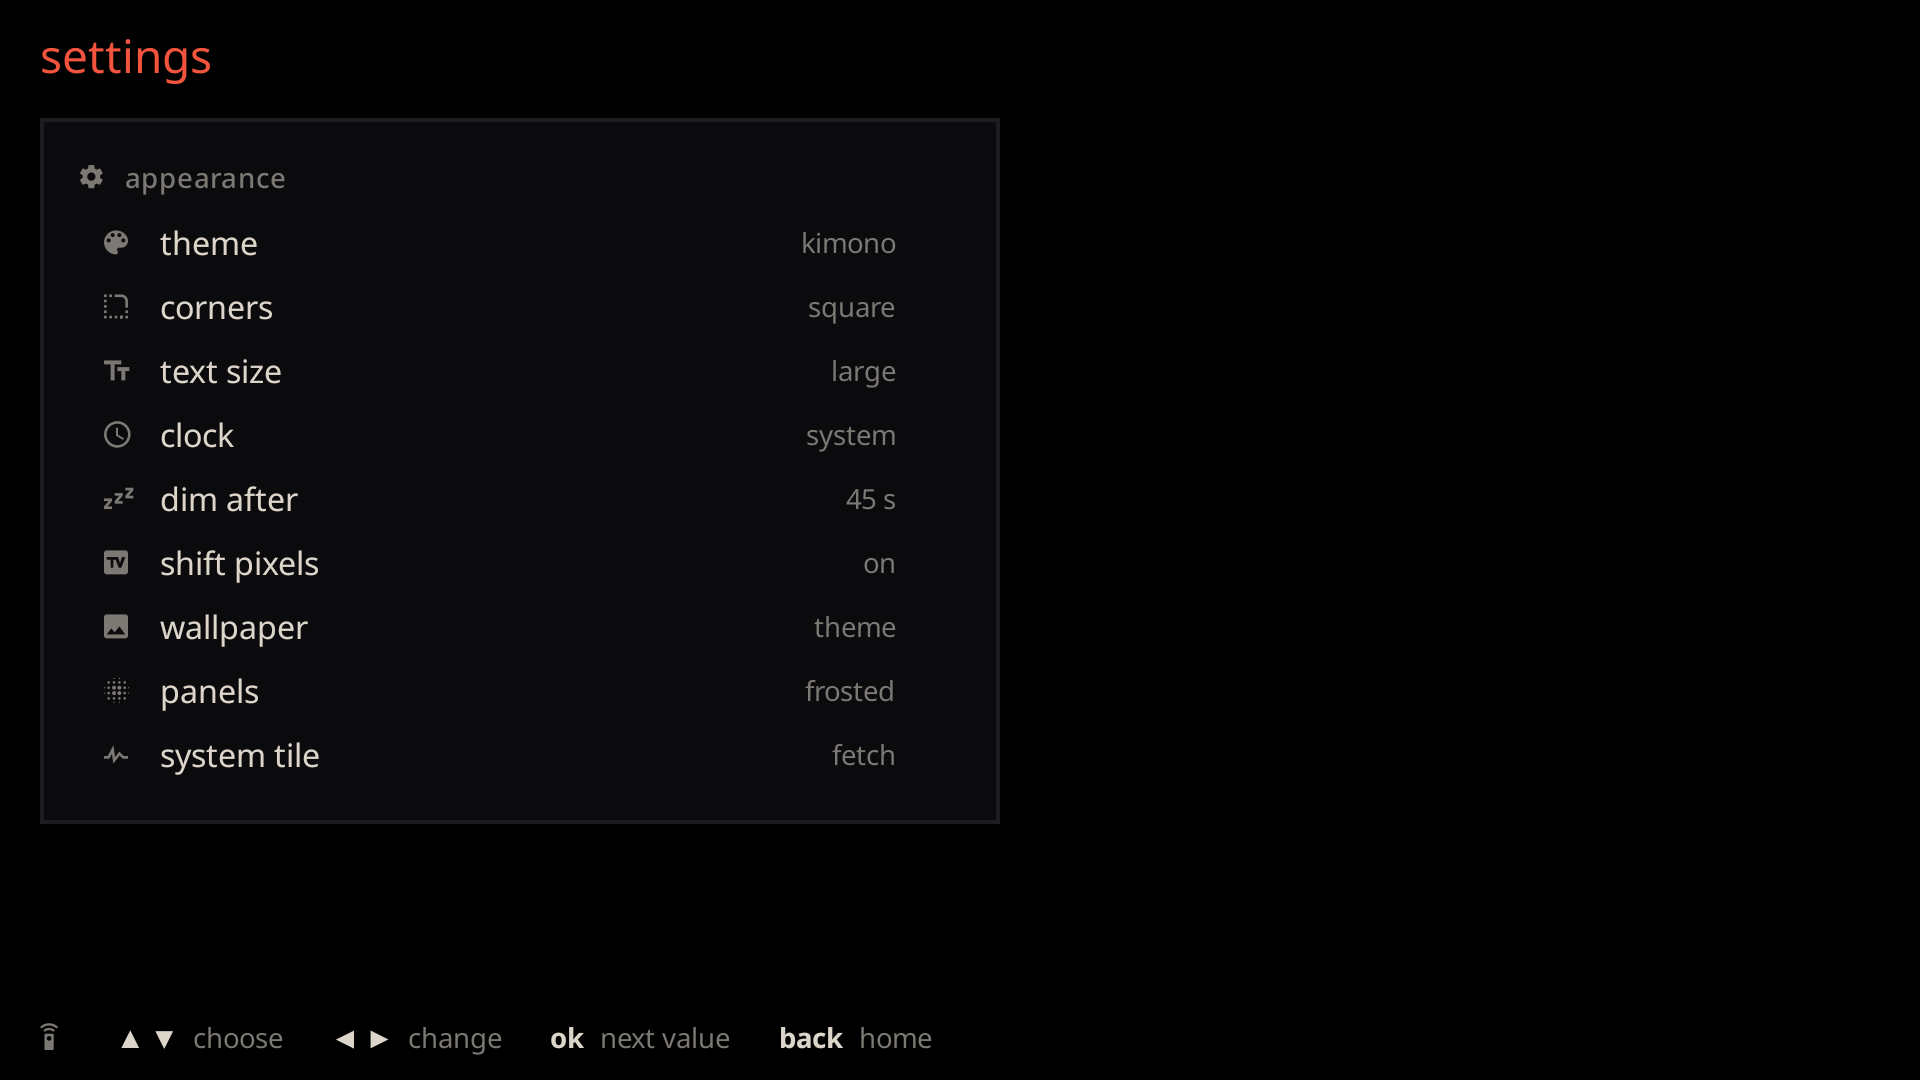 settings
appearance
theme kimono
corners square
text size large
clock system
dim after 45 s
shift pixels on
wallpaper theme
panels frosted
system tile fetch
▲ ▼ choose ◀ ▶ change ok next value back home